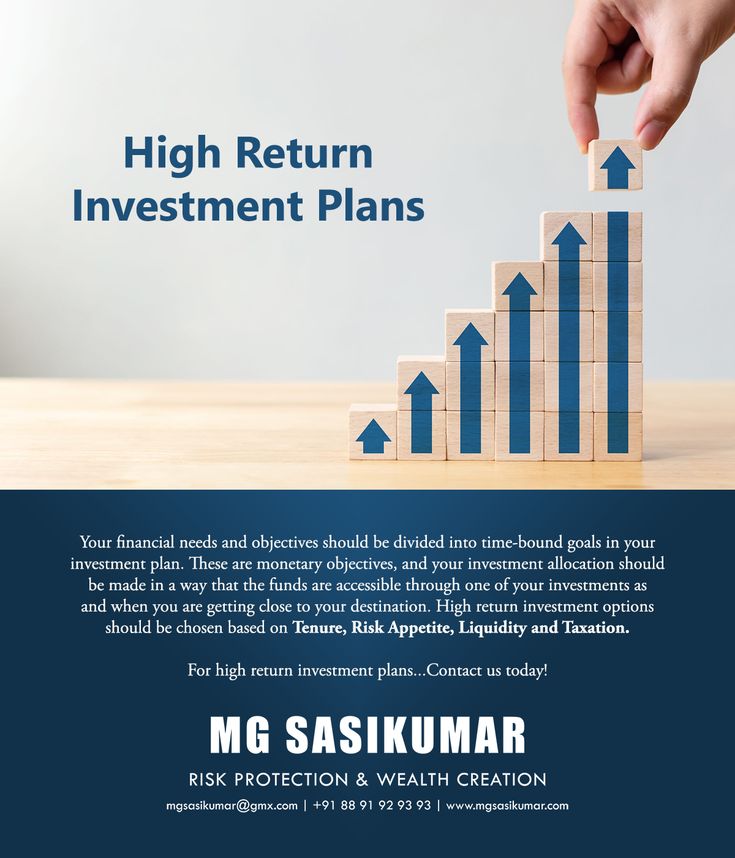 High Return
Investment Plans
Your financial needs and objectives should be divided into time-bound goals in your
investment plan. These are monetary objectives, and your investment allocation should
be made in a way that the funds are accessible through one of your investments as
and when you are getting close to your destination. High return investment options
should be chosen based on Tenure, Risk Appetite, Liquidity and Taxation.
For high return investment plans...Contact us today!
MG SASIKUMAR
RISK PROTECTION & WEALTH CREATION
mgsasikumar@gmx.com | +91 88 91 92 93 93 | www.mgsasikumar.com